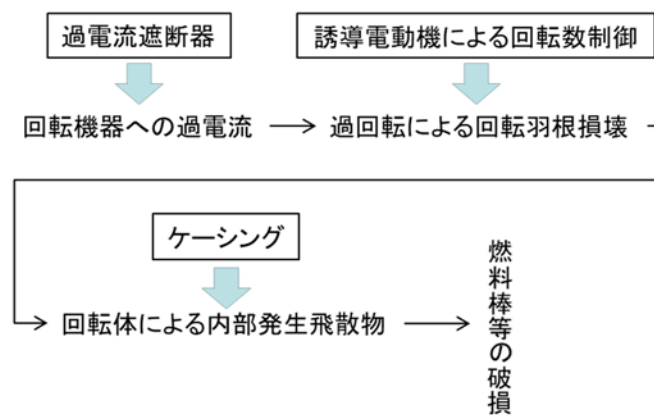 過電流遮断器
誘導電動機による回転数制御
回転機器への過電流
過回転による回転羽根損壊
ケーシング
回転体による内部発生飛散物
燃料棒等の破損